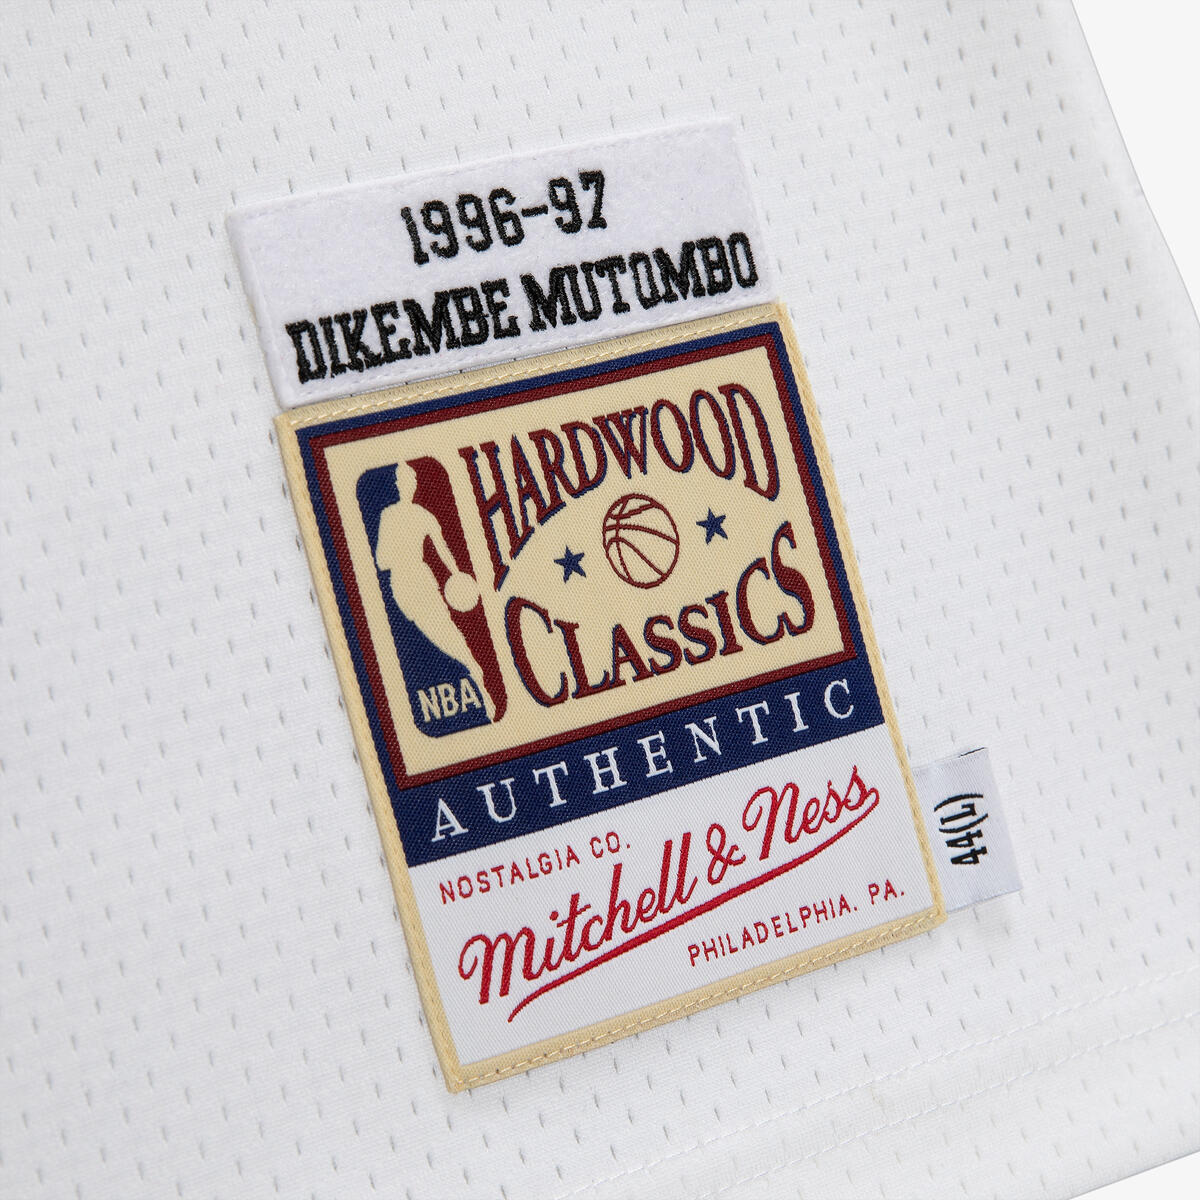 1996-97
DIKEMBE MUTOMBO
HARDWOOD
CLASSICS
NBA
AUTHENTIC
NOSTALGIA CO.
Mitchell & Ness
PHILADELPHIA. PA.
44(L)